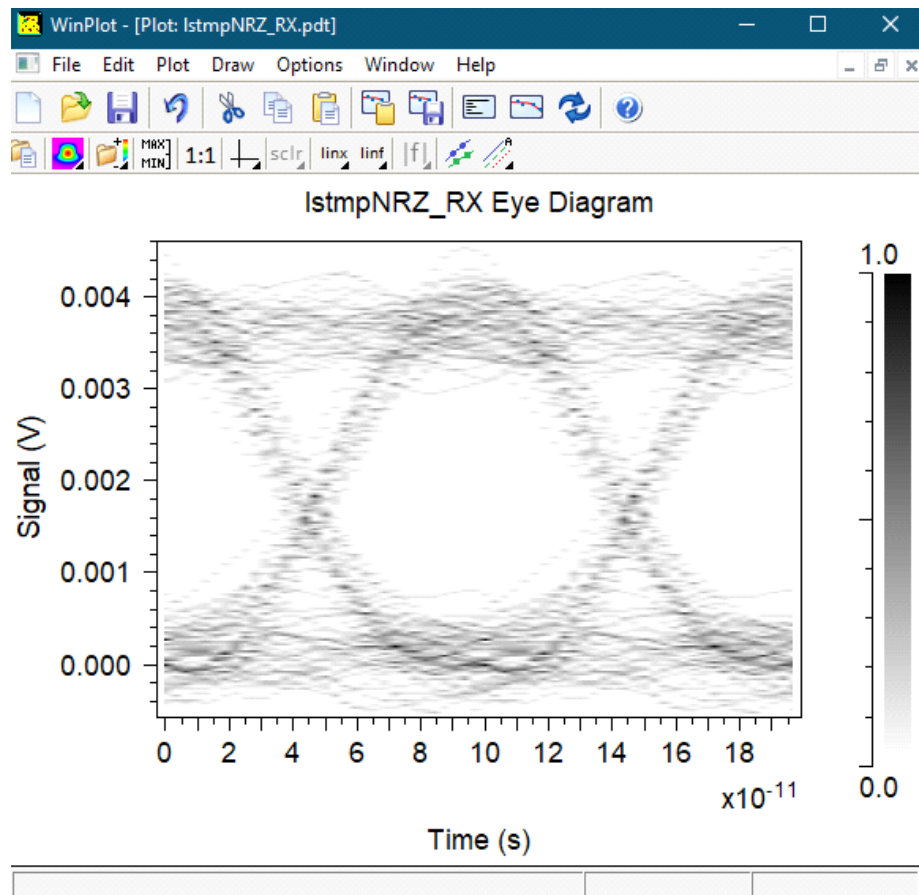 WinPlot - [Plot: lstmpNRZ_RX.pdt]
File Edit Plot Draw Options Window Help
MAX
MIN
1:1 sclr linx linf |f| A
lstmpNRZ_RX Eye Diagram
1.0
0.004
0.003
0.002
0.001
0.000
Signal (V)
0 2 4 6 8 10 12 14 16 18
x10-11
0.0
Time (s)